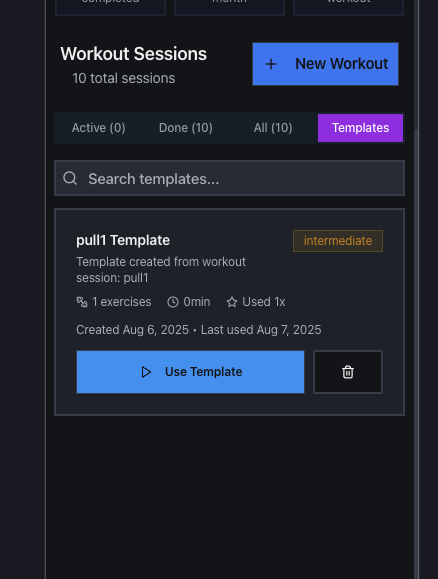 completed month workout
Workout Sessions
10 total sessions
New Workout
Active (0) Done (10) All (10) Templates
Search templates...
pull1 Template
intermediate
Template created from workout
session: pull1
1 exercises 0min Used 1x
Created Aug 6, 2025 • Last used Aug 7, 2025
Use Template